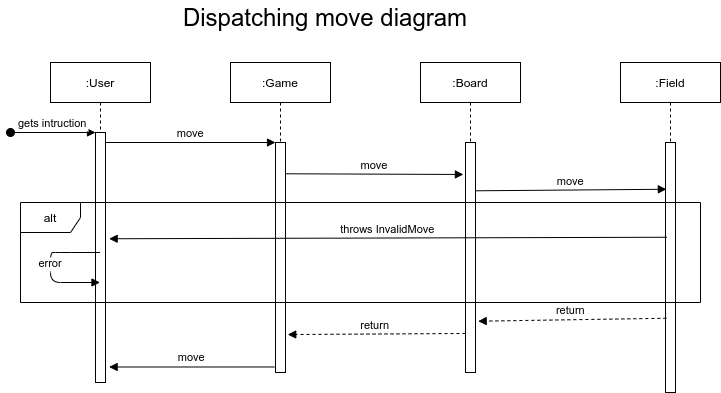 Dispatching move diagram
:User
:Game
:Board
:Field
gets intruction
move
move
move
alt
throws InvalidMove
error
return
return
move